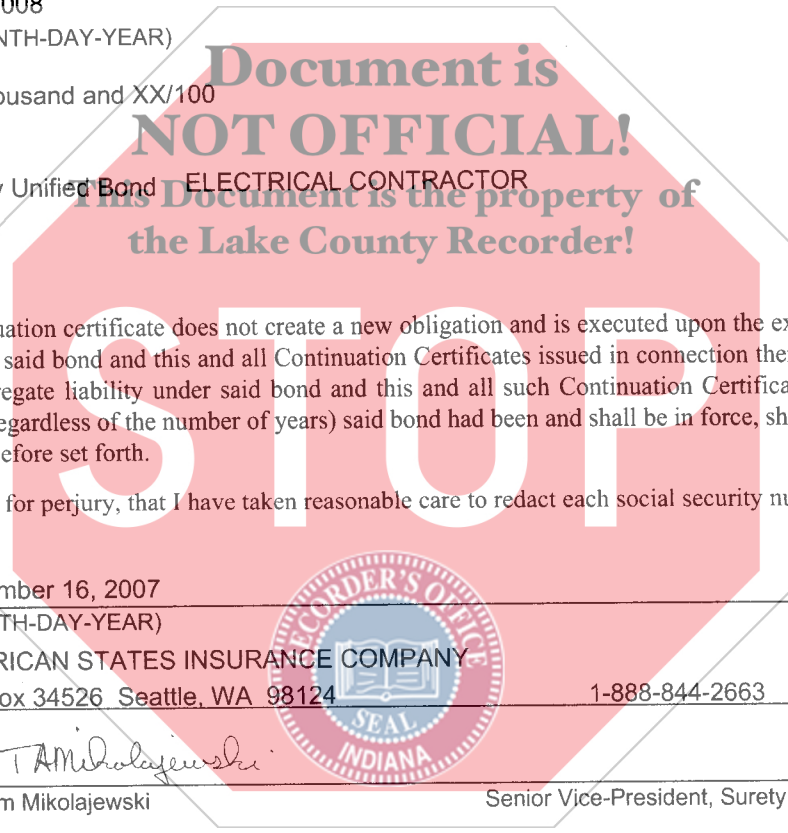 008
NTH-DAY-YEAR)
Document is
ousand and XX/100
NOT OFFICIAL!
y Unified Bond ELECTRICAL CONTRACTOR
This Document is the property of
the Lake County Recorder!
STOP
uation certificate does not create a new obligation and is executed upon the ex
said bond and this and all Continuation Certificates issued in connection ther
regate liability under said bond and this and all such Continuation Certifica
egardless of the number of years) said bond had been and shall be in force, sh
efore set forth.
for perjury, that I have taken reasonable care to redact each social security nu
mber 16, 2007
TH-DAY-YEAR)
RECORDER'S OFFICE
SEAL
INDIANA
RICAN STATES INSURANCE COMPANY
ox 34526 Seattle, WA 98124 1-888-844-2663
TAMikolajewski
m Mikolajewski Senior Vice-President, Surety